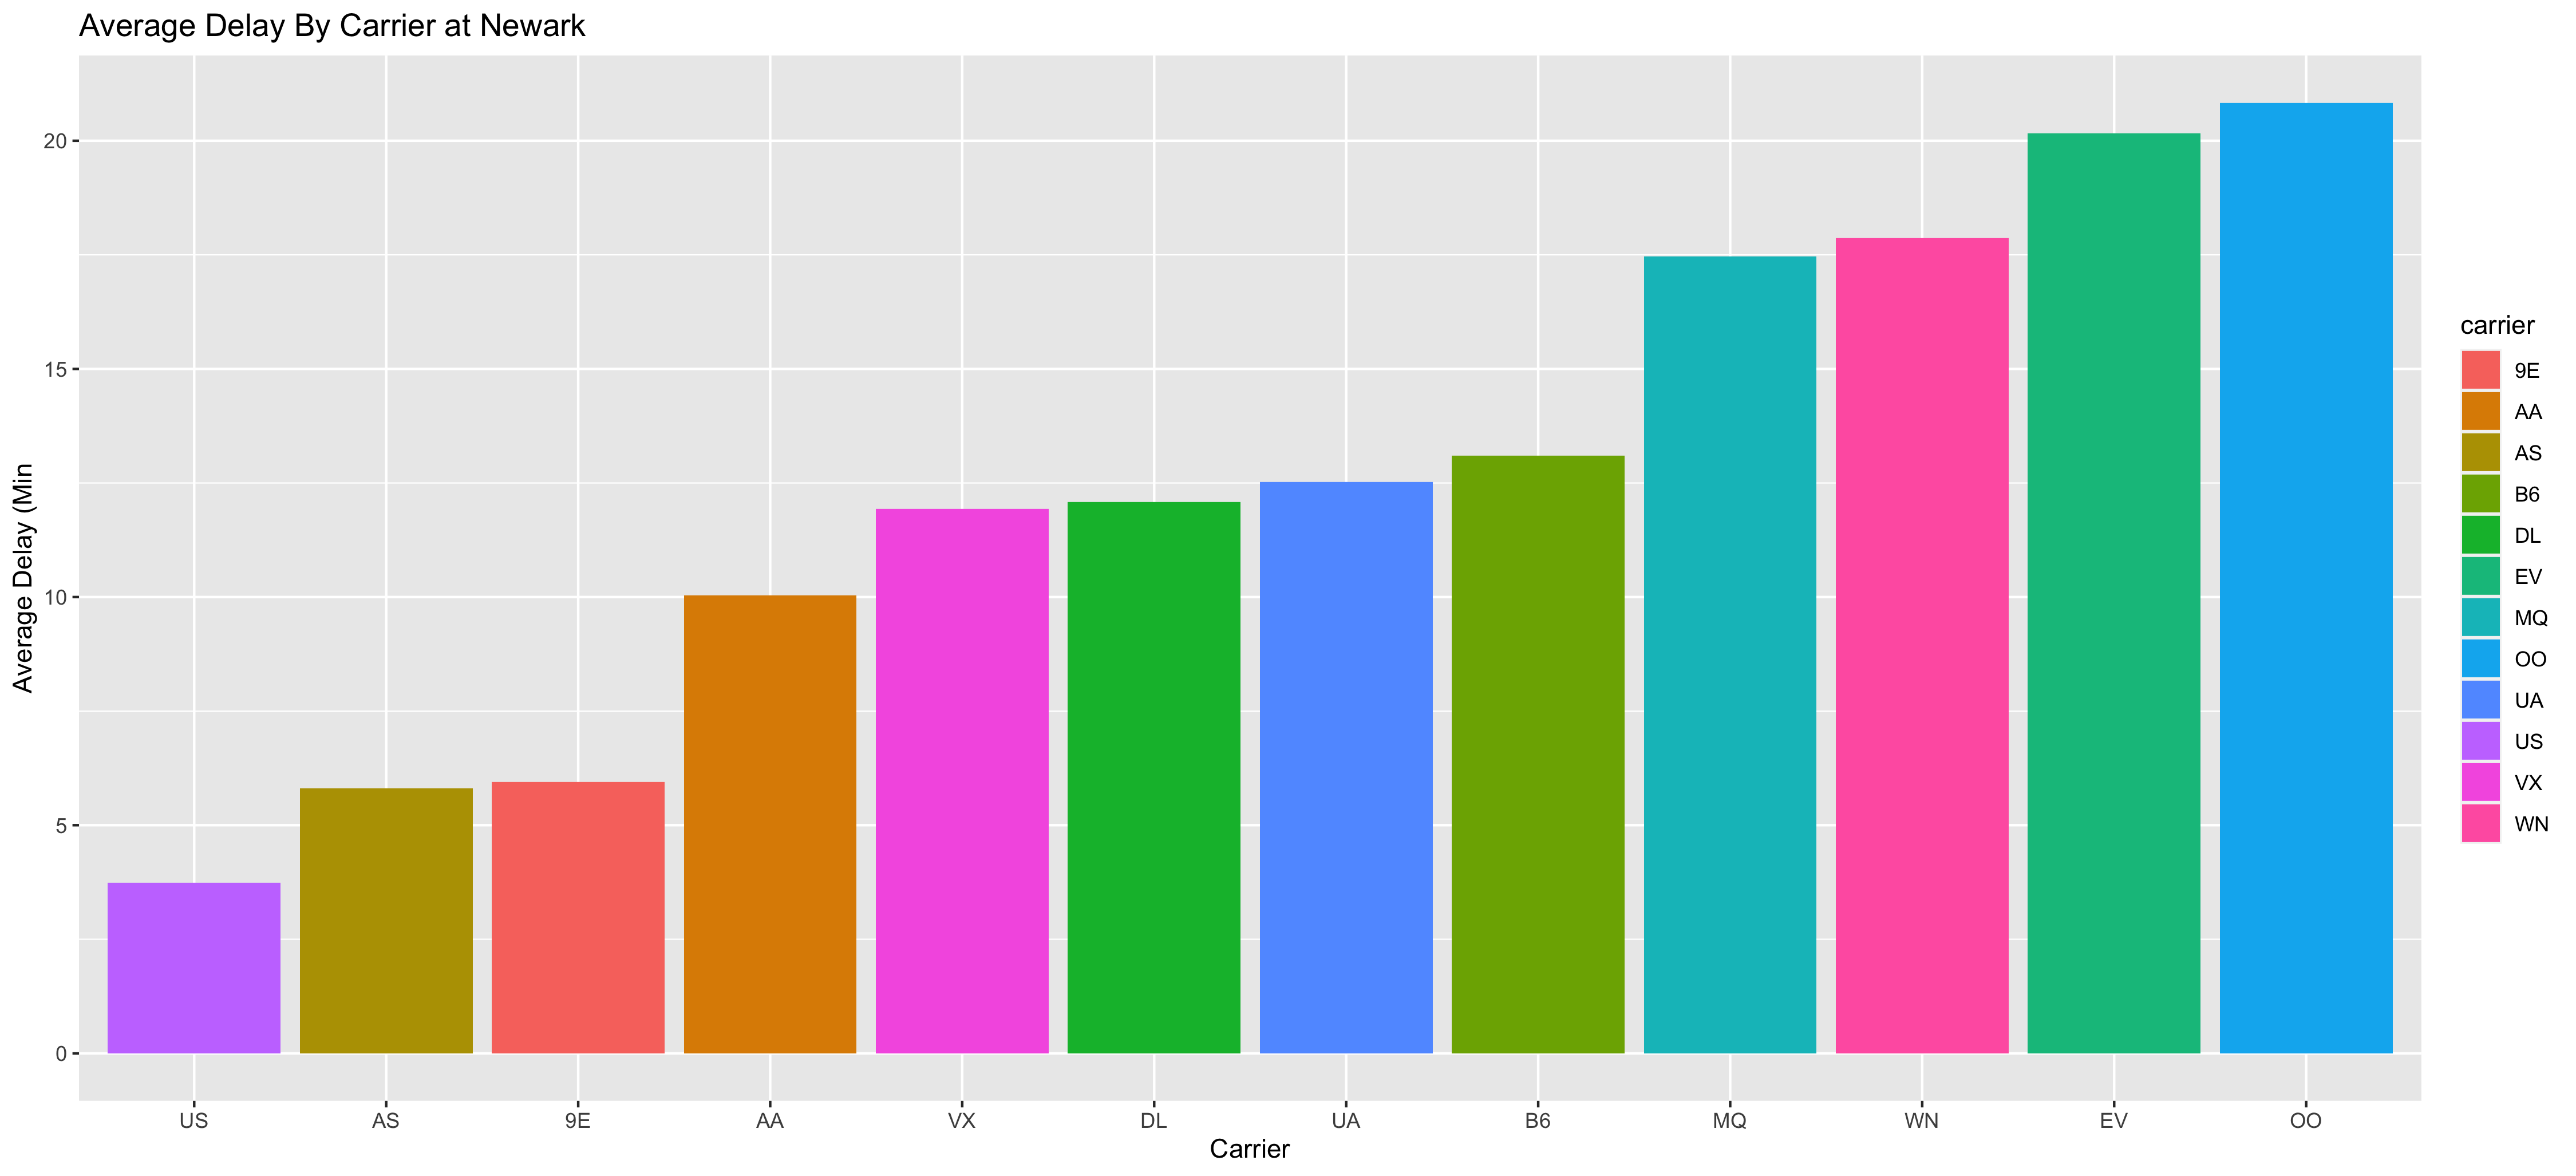 Average Delay By Carrier at Newark
Average Delay (Min
20
15
10
5
0
US AS 9E AA VX DL UA B6 MQ WN EV OO
Carrier
carrier
9E
AA
AS
B6
DL
EV
MQ
OO
UA
US
VX
WN